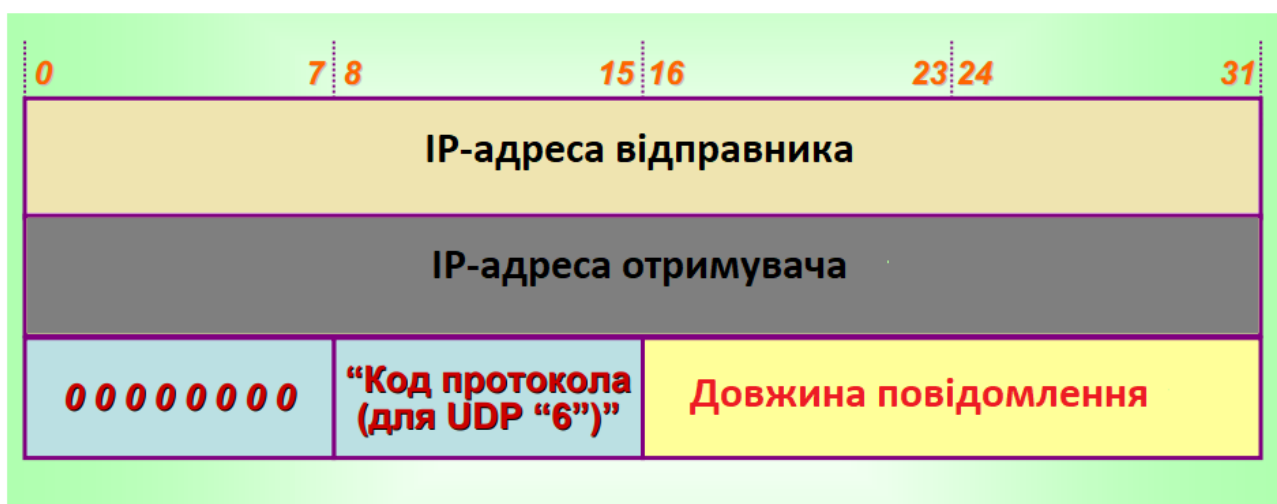 0 7 8 15 16 23 24 31
IP-адреса відправника
IP-адреса отримувача
0 0 0 0 0 0 0 0
“Код протокола
(для UDP “6”)”
Довжина повідомлення